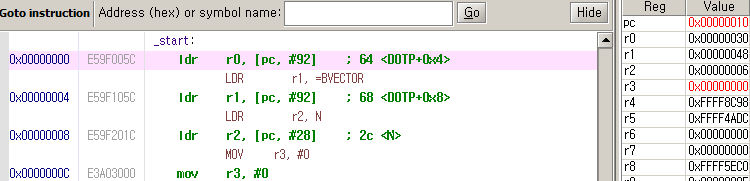 Goto instruction Address (hex) or symbol name: Go Hide Reg Value
pc 0x00000010
_start: r0 0x00000030
0x00000000 E59F005C ldr r0, [pc, #92] ; 64 <DOTP+0x4> r1 0x00000048
LDR r1, =BVECTOR r2 0x00000006
0x00000004 E59F105C ldr r1, [pc, #92] ; 68 <DOTP+0x8> r3 0x00000000
LDR r2, N r4 0xFFFF8C98
r5 0xFFFF4ADC
0x00000008 E59F201C ldr r2, [pc, #28] ; 2c <N> r6 0x00000000
MOV r3, #0 r7 0x00000000
0x0000000C E3A03000 mov r3, #0 r8 0xFFFF5EC0